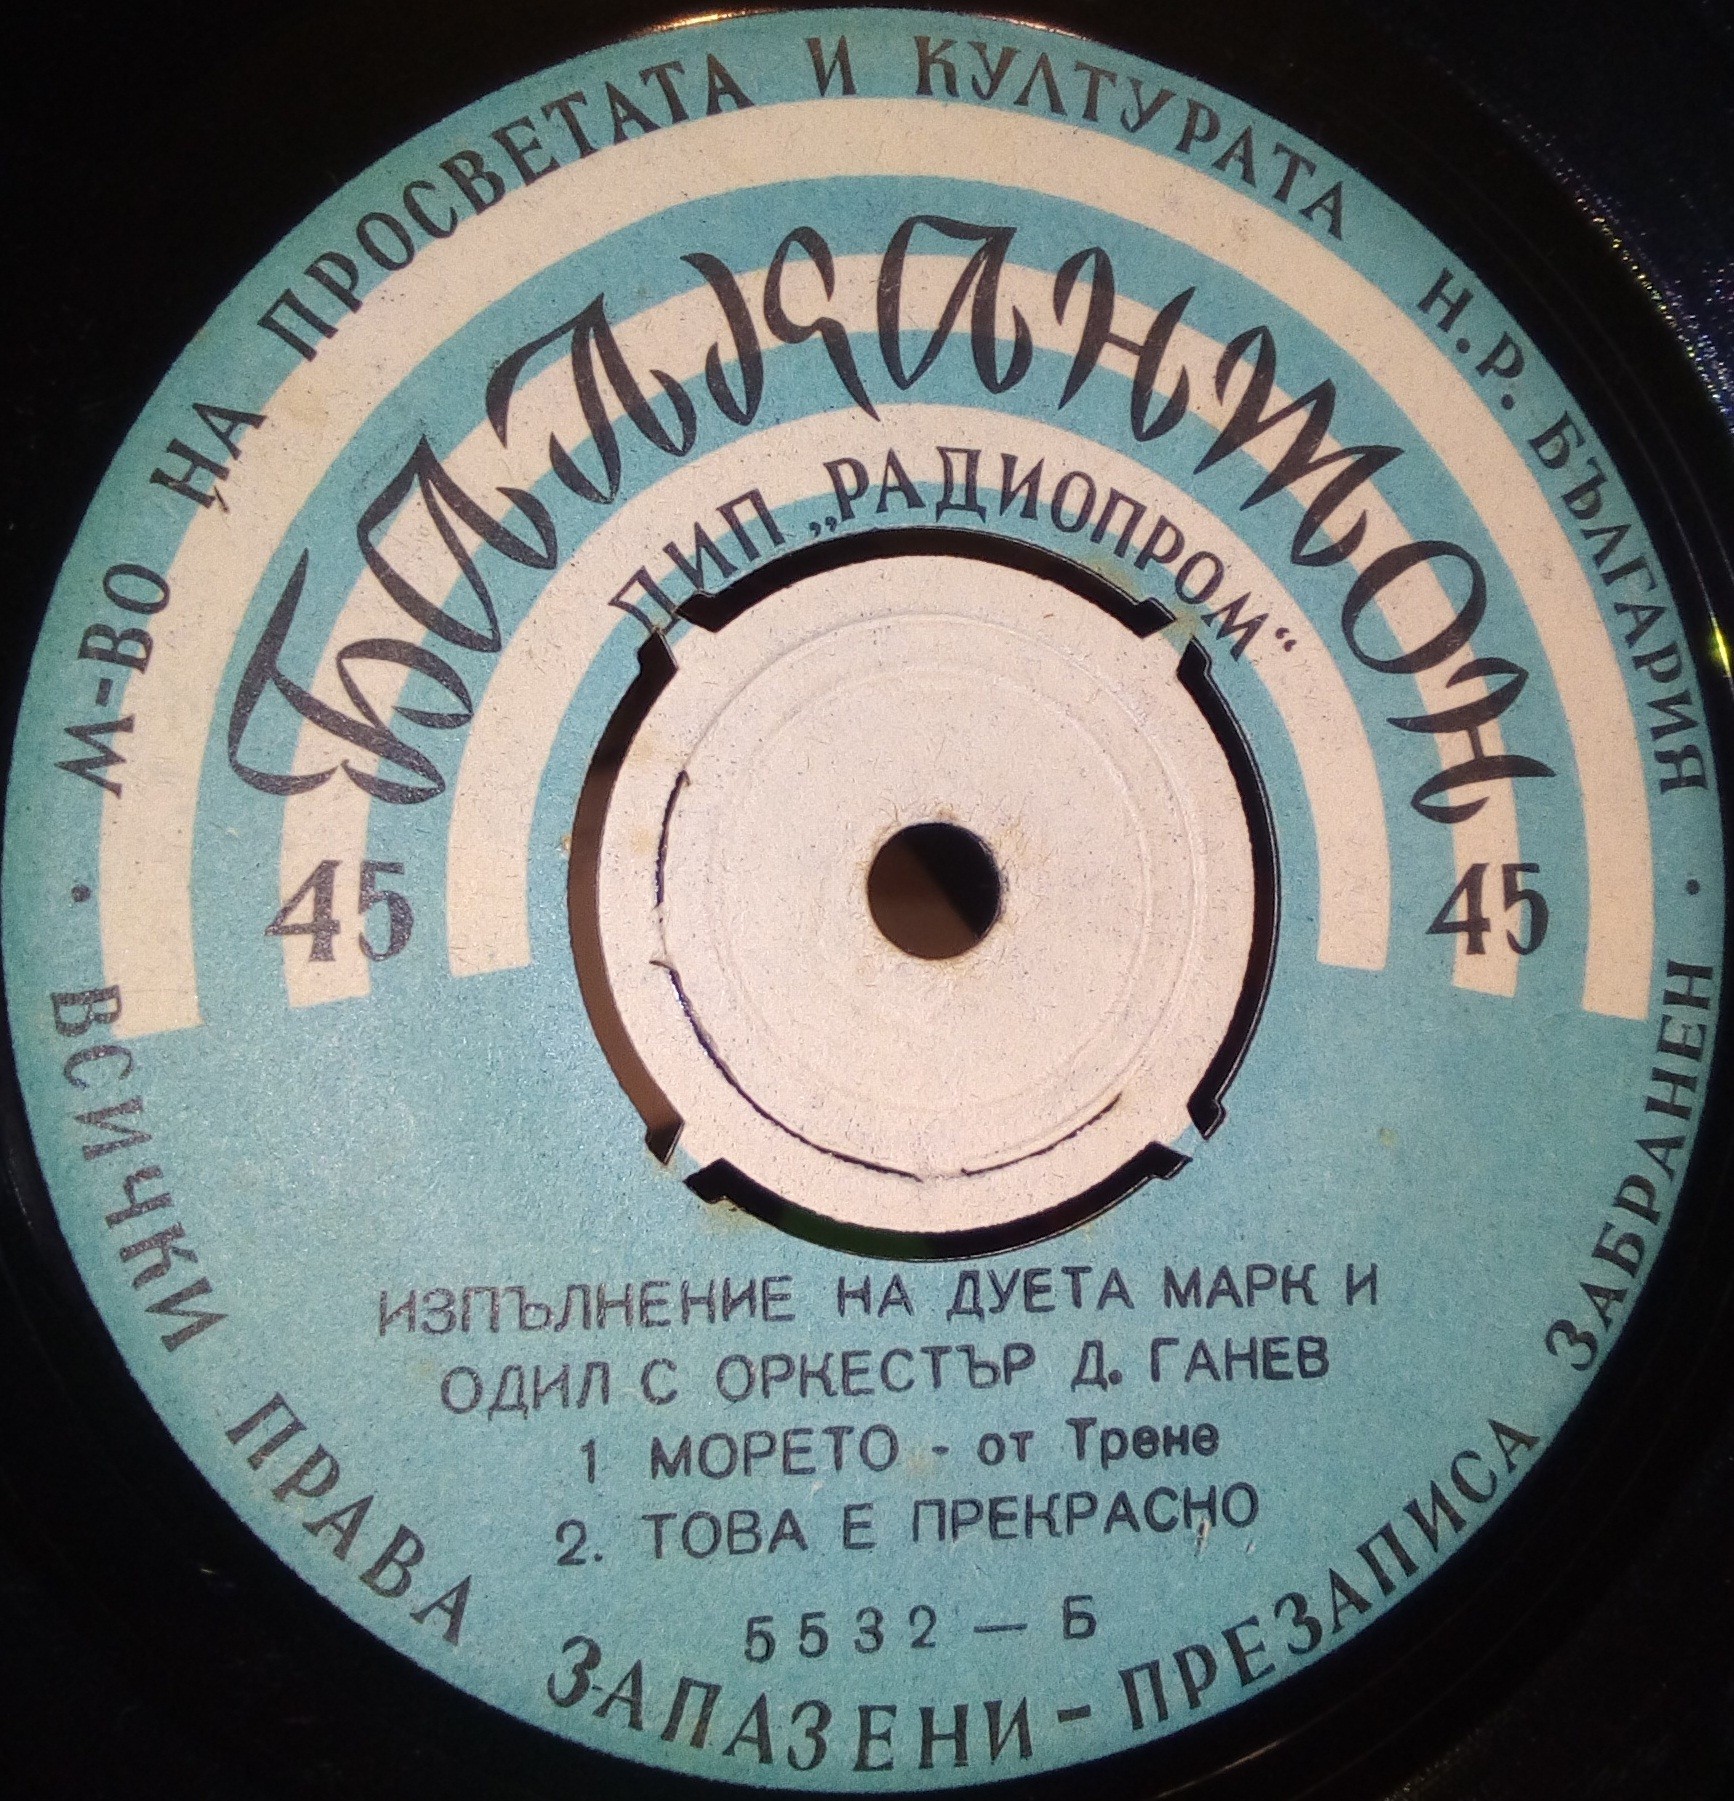 М-ВО НА ПРОСВЕТАТА И КУЛТУРАТА Н.Р. БЪЛГАРИЯ
БАЛКАНТОН
ДИП „РАДИОПРОМ“
45 45
ИЗПЪЛНЕНИЕ НА ДУЕТА МАРК И
ОДИЛ С ОРКЕСТЪР Д. ГАНЕВ
1 МОРЕТО - от Трене
2. ТОВА Е ПРЕКРАСНО
5532 — Б
· ВСИЧКИ ПРАВА ЗАПАЗЕНИ - ПРЕЗАПИСА ЗАБРАНЕН ·